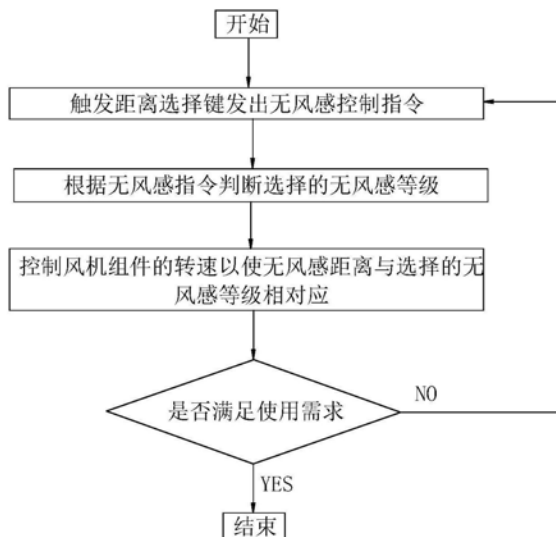 开始
触发距离选择键发出无风感控制指令
根据无风感指令判断选择的无风感等级
控制风机组件的转速以使无风感距离与选择的无
风感等级相对应
是否满足使用需求
NO
YES
结束